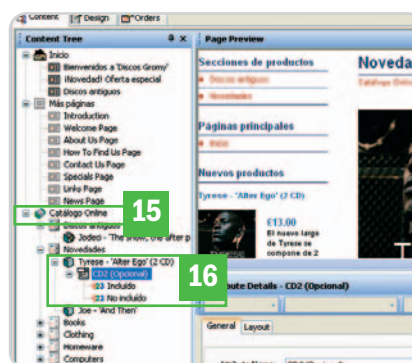 Content Design Orders
Content Tree
Inicio
Bienvenidos a 'Discos Gromy'
¡Novedad! Oferta especial
Discos antiguos
Más páginas
Introduction
Welcome Page
About Us Page
How To Find Us Page
Contact Us Page
Specials Page
Links Page
News Page
Catálogo Online
15
Discos antiguos
Jodeci - 'The show, the after p
Novedades
Tyrese - 'Alter Ego' (2 CD)
16
CD2 (Opcional)
Incluído
No incluído
Joe - 'And Then'
Books
Clothing
Homeware
Computers
Page Preview
Secciones de productos
Discos antiguos
Novedades
Páginas principales
Inicio
Nuevos productos
Tyrese - 'Alter Ego' (2 CD)
£13.00
El nuevo largo
de Tyrese se
compone de 2
Noveda
Catálogo Onli
bute Details - CD2 (Opcional)
General Layout